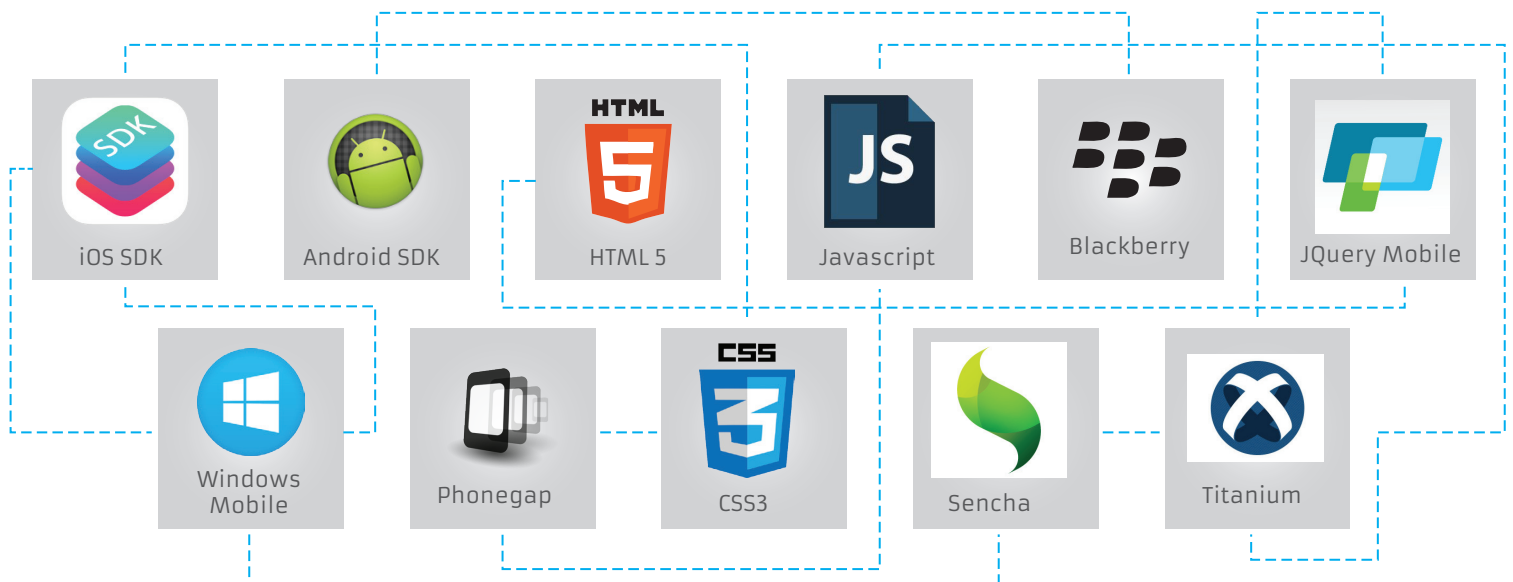 SDK
iOS SDK
Android SDK
HTML
5
HTML 5
JS
Javascript
Blackberry
JQuery Mobile
Windows
Mobile
Phonegap
CSS
3
CSS3
Sencha
Titanium